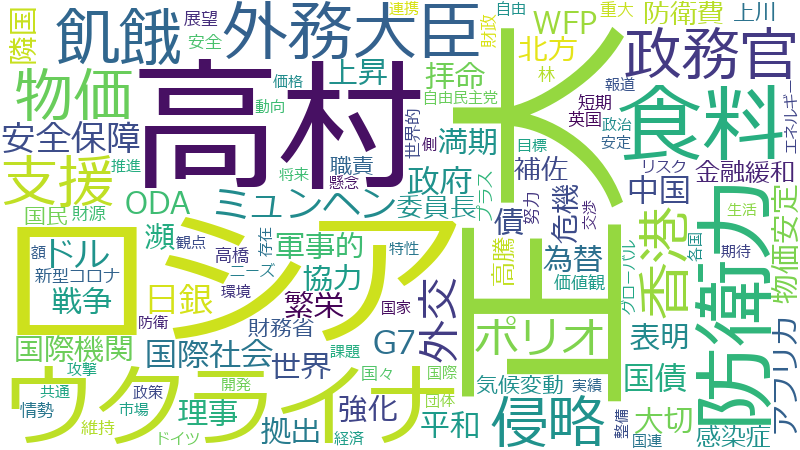 隣国
飢餓
展望
安全
外務大臣
連携
財政
自由
WFP
重大
防衛費
上川
物価
高村
価格
動向
上昇
拝命
北方
林
政務官
自由民主党
短期
報道
エネルギー
安全保障
推進
将来
懸念
職責
世界的
側
満期
目標
英国
政治
安定
食料
支援
ODA
ミュンヘン
政府
委員長
プラス
補佐
努力
危機
交渉
リスク
金融緩和
中国
生活
国民
財源
ロシア
債
香港
防衛力
物価安定
額
ドル
観点
瀕
高橋
ニーズ
存在
軍事的
特性
外交
高騰
為替
価値観
グローバル
各国
期待
新型コロナ
戦争
日銀
環境
繁栄
協力
国家
ポリオ
表明
アフリカ
国際機関
防衛
財務省
課題
G7
国際社会
世界
国々
国際
気候変動
実績
国債
攻撃
ウクライナ
共通
政策
開発
団体
情勢
市場
理事
強化
侵略
整備
大切
維持
ドイツ
拠出
経済
平和
国連
感染症